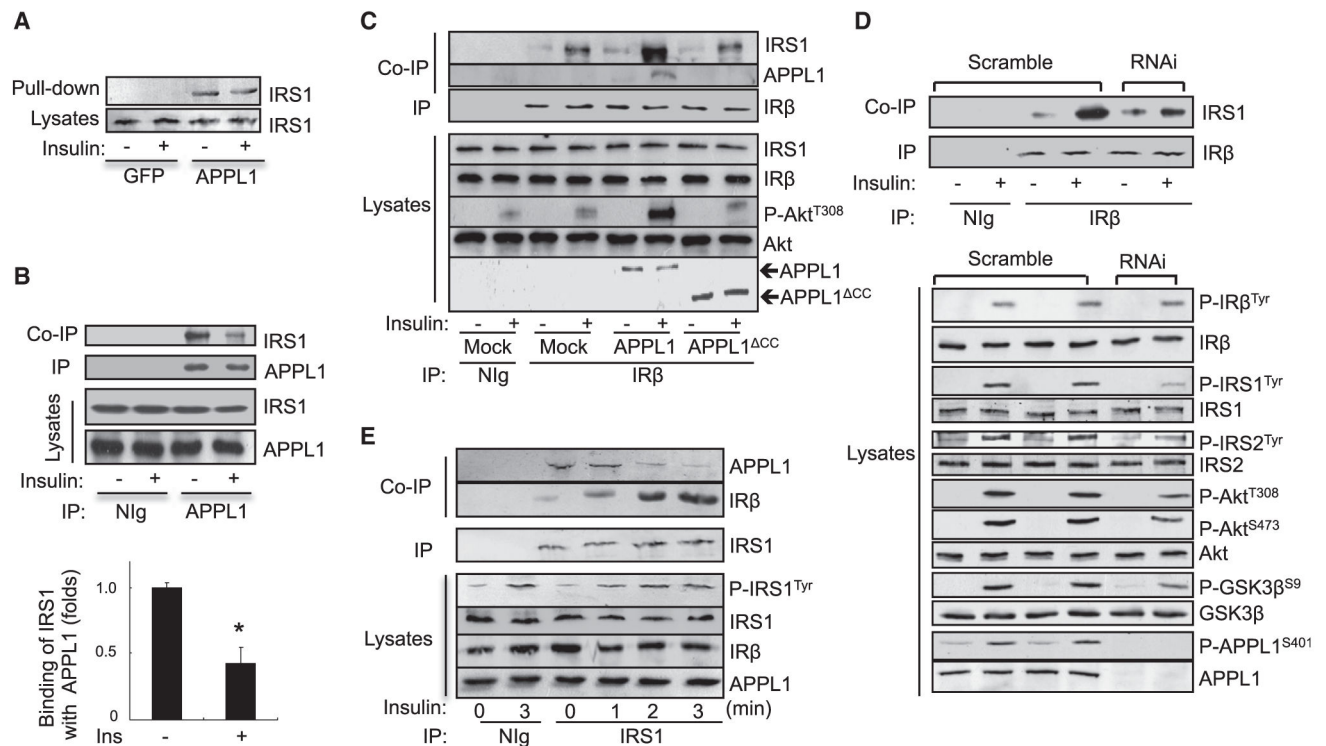 A
Pull-down IRS1
Lysates IRS1
Insulin: - + - +
GFP APPL1
B
Co-IP IRS1
IP APPL1
Lysates
IRS1
APPL1
Insulin: - + - +
IP: NIg APPL1
Binding of IRS1
with APPL1 (folds)
1.0
0.5
0
*
Ins - +
C
Co-IP
IRS1
APPL1
IP IRβ
Lysates
IRS1
IRβ
P-AktT308
Akt
APPL1
APPL1ΔCC
Insulin: - + - + - + - +
Mock Mock APPL1 APPL1ΔCC
IP: NIg IRβ
D
Scramble RNAi
Co-IP IRS1
IP IRβ
Insulin: - + - + - +
IP: NIg IRβ
Scramble RNAi
Lysates
P-IRβTyr
IRβ
P-IRS1Tyr
IRS1
P-IRS2Tyr
IRS2
P-AktT308
P-AktS473
Akt
P-GSK3βS9
GSK3β
P-APPL1S401
APPL1
E
Co-IP
APPL1
IRβ
IP IRS1
Lysates
P-IRS1Tyr
IRS1
IRβ
APPL1
Insulin: 0 3 0 1 2 3 (min)
IP: NIg IRS1